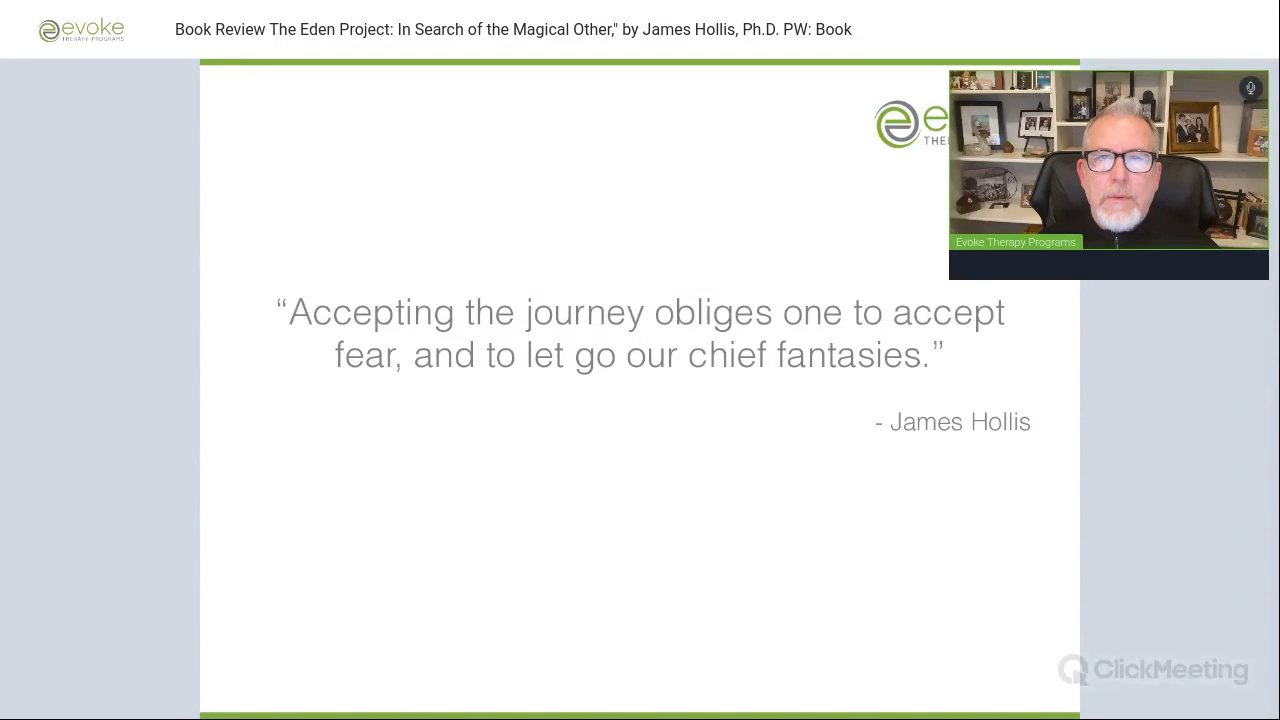 evoke
THERAPY PROGRAMS
Book Review The Eden Project: In Search of the Magical Other," by James Hollis, Ph.D. PW: Book
e
THE
Evoke Therapy Programs
“Accepting the journey obliges one to accept
fear, and to let go our chief fantasies.”
- James Hollis
ClickMeeting